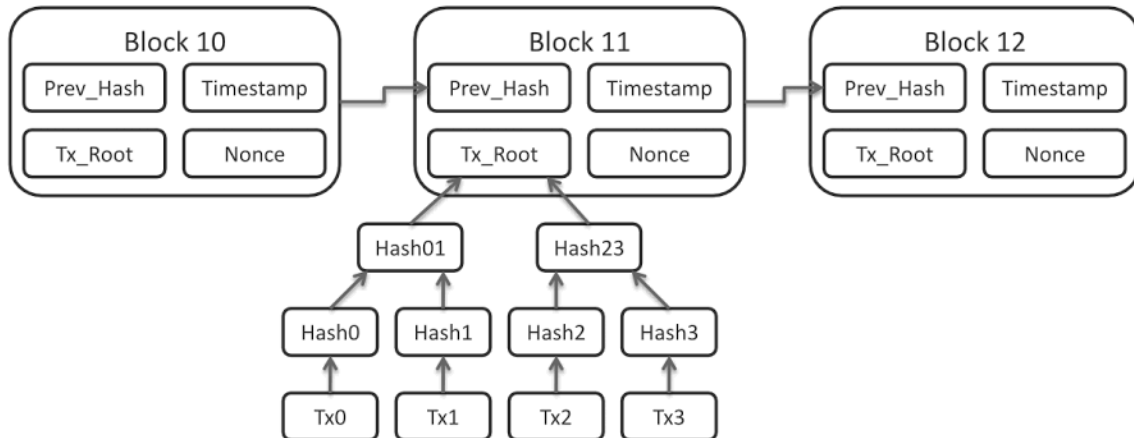 Block 10
Block 11
Block 12
Prev_Hash
Timestamp
Prev_Hash
Timestamp
Prev_Hash
Timestamp
Tx_Root
Nonce
Tx_Root
Nonce
Tx_Root
Nonce
Hash01
Hash23
Hash0
Hash1
Hash2
Hash3
Tx0
Tx1
Tx2
Tx3